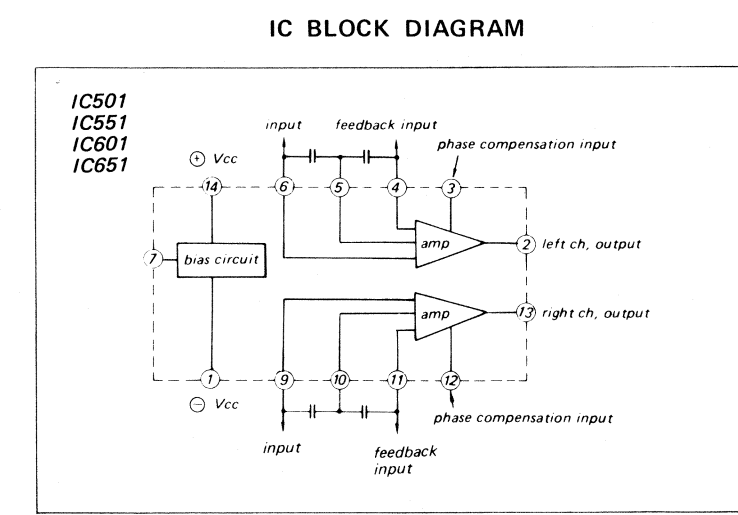 IC BLOCK DIAGRAM
IC501
IC551
IC601
IC651
input
feedback input
phase compensation input
⊕ Vcc
14
6
5
4
3
7
bias circuit
amp
2
left ch, output
amp
13
right ch, output
1
9
10
11
12
⊖ Vcc
phase compensation input
input
feedback
input